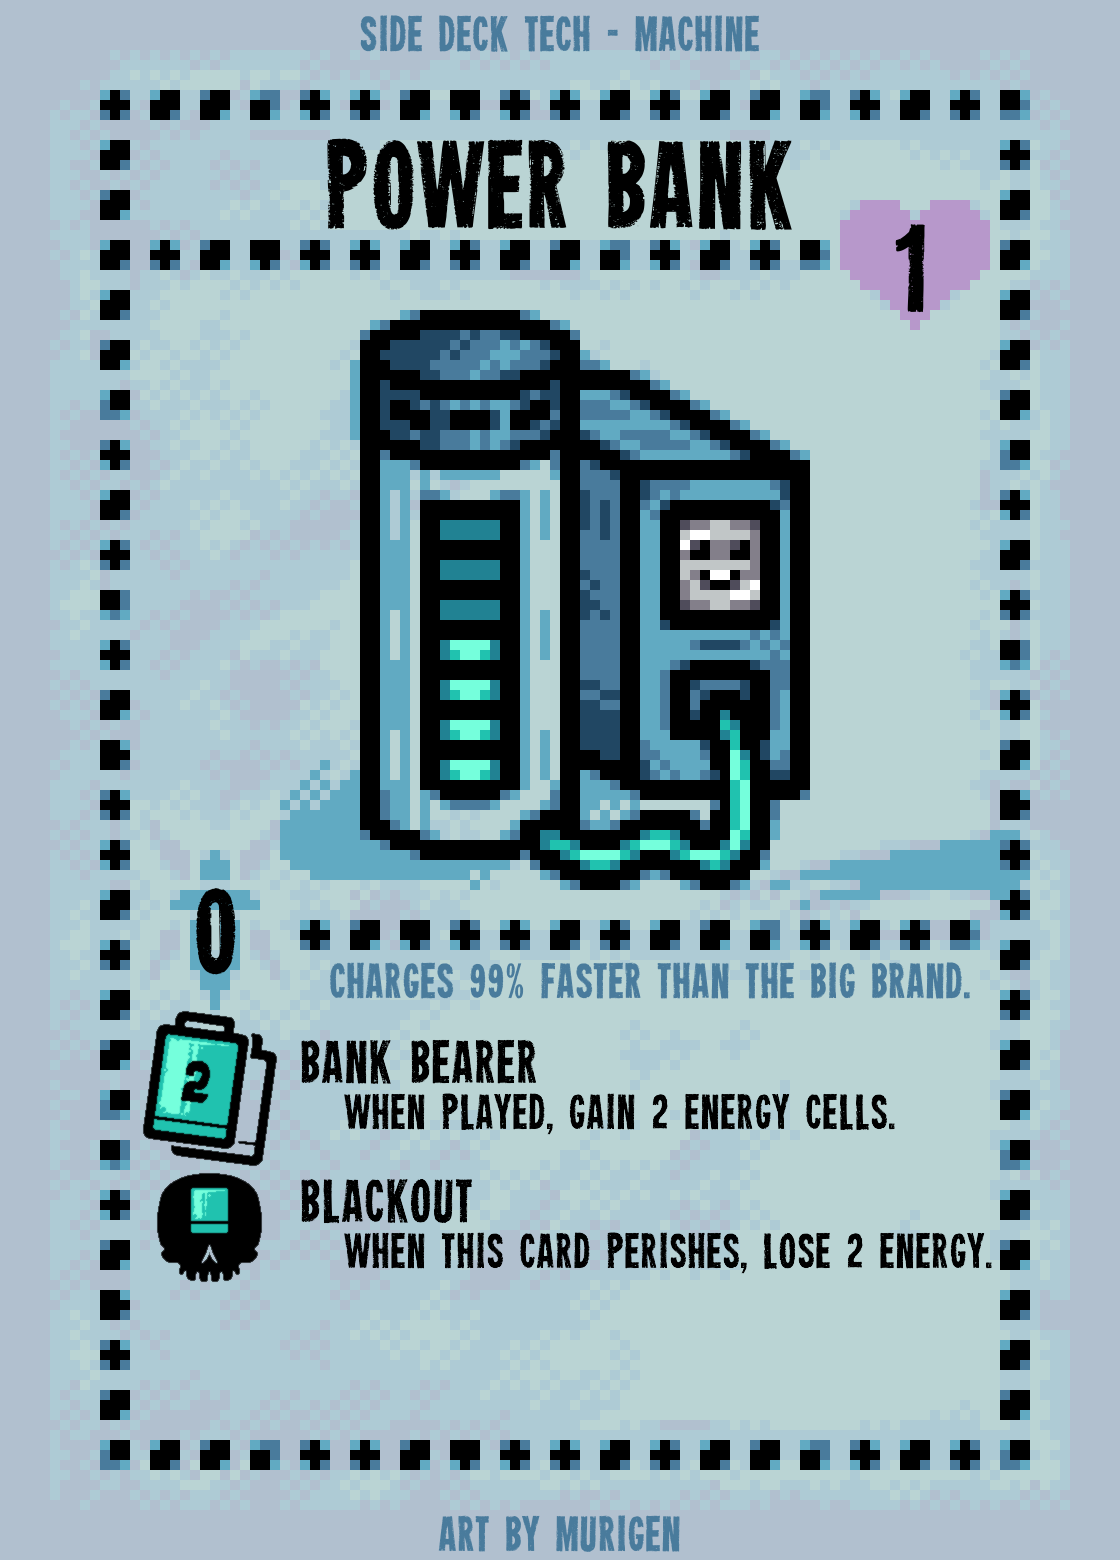 SIDE DECK TECH - MACHINE
POWER BANK
1
0
CHARGES 99% FASTER THAN THE BIG BRAND.
2
BANK BEARER
WHEN PLAYED, GAIN 2 ENERGY CELLS.
BLACKOUT
WHEN THIS CARD PERISHES, LOSE 2 ENERGY.
ART BY MURIGEN